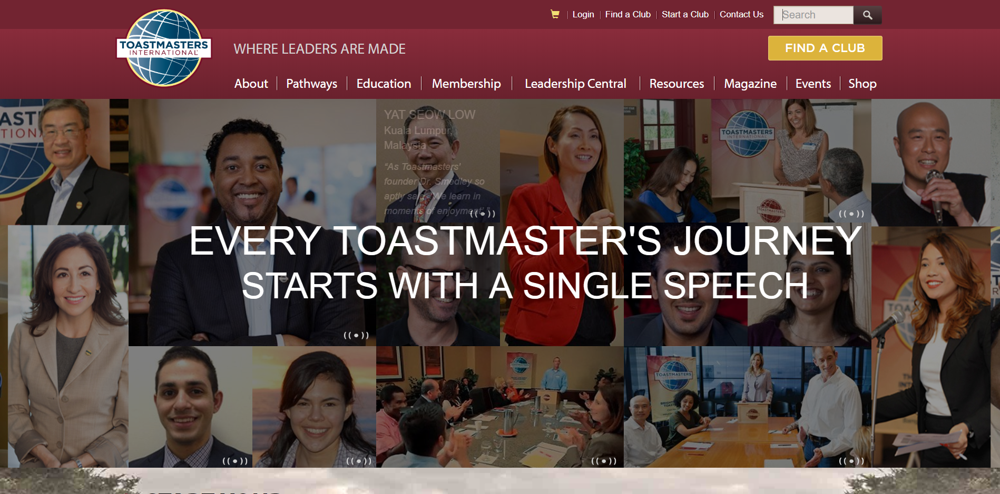 Login
Find a Club
Start a Club
Contact Us
Search
TOASTMASTERS
INTERNATIONAL
WHERE LEADERS ARE MADE
FIND A CLUB
About
Pathways
Education
Membership
Leadership Central
Resources
Magazine
Events
Shop
YAT SEOW LOW
Kuala Lumpur,
Malaysia
“As Toastmasters'
founder Dr. Smedley so
aptly said, 'We learn in
moments of enjoyment.'”
TOASTMASTERS
INTERNATIONAL
EVERY TOASTMASTER'S JOURNEY
STARTS WITH A SINGLE SPEECH
TOASTMASTERS
INTERNATIONAL